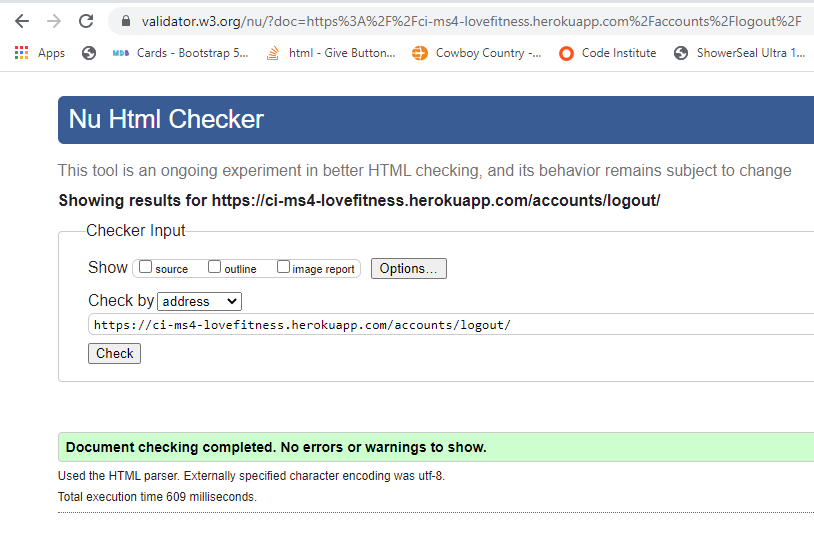 validator.w3.org/nu/?doc=https%3A%2F%2Fci-ms4-lovefitness.herokuapp.com%2Faccounts%2Flogout%2F
Apps MDB Cards - Bootstrap 5... html - Give Button... Cowboy Country -... Code Institute ShowerSeal Ultra 1...
Nu Html Checker
This tool is an ongoing experiment in better HTML checking, and its behavior remains subject to change
Showing results for https://ci-ms4-lovefitness.herokuapp.com/accounts/logout/
Checker Input
Show source outline image report Options...
Check by address
https://ci-ms4-lovefitness.herokuapp.com/accounts/logout/
Check
Document checking completed. No errors or warnings to show.
Used the HTML parser. Externally specified character encoding was utf-8.
Total execution time 609 milliseconds.